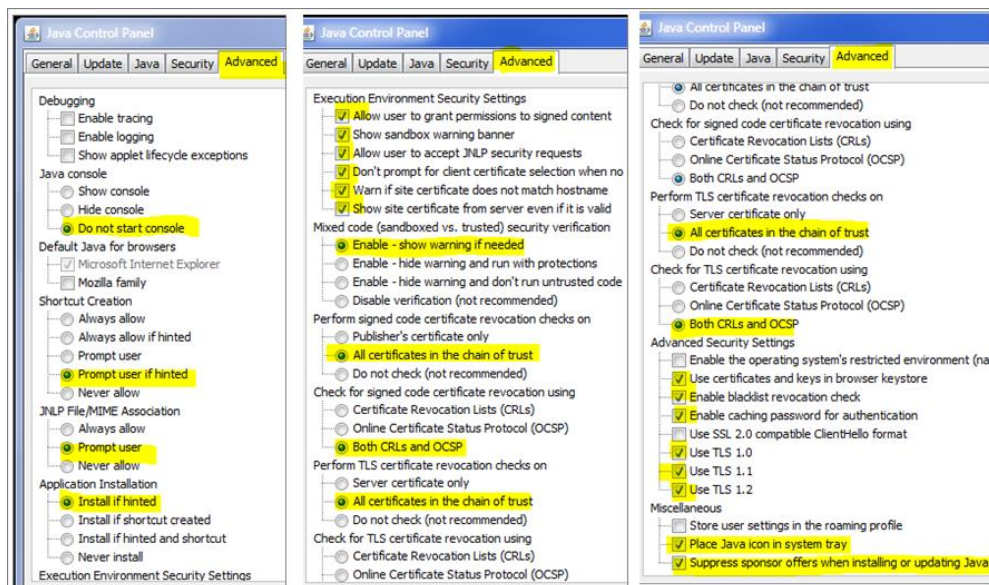 Java Control Panel
General Update Java Security Advanced
Debugging
Enable tracing
Enable logging
Show applet lifecycle exceptions
Java console
Show console
Hide console
Do not start console
Default Java for browsers
Microsoft Internet Explorer
Mozilla family
Shortcut Creation
Always allow
Always allow if hinted
Prompt user
Prompt user if hinted
Never allow
JNLP File/MIME Association
Always allow
Prompt user
Never allow
Application Installation
Install if hinted
Install if shortcut created
Install if hinted and shortcut
Never install
Execution Environment Security Settings
Java Control Panel
General Update Java Security Advanced
Execution Environment Security Settings
Allow user to grant permissions to signed content
Show sandbox warning banner
Allow user to accept JNLP security requests
Don't prompt for client certificate selection when no
Warn if site certificate does not match hostname
Show site certificate from server even if it is valid
Mixed code (sandboxed vs. trusted) security verification
Enable - show warning if needed
Enable - hide warning and run with protections
Enable - hide warning and don't run untrusted code
Disable verification (not recommended)
Perform signed code certificate revocation checks on
Publisher's certificate only
All certificates in the chain of trust
Do not check (not recommended)
Check for signed code certificate revocation using
Certificate Revocation Lists (CRLs)
Online Certificate Status Protocol (OCSP)
Both CRLs and OCSP
Perform TLS certificate revocation checks on
Server certificate only
All certificates in the chain of trust
Do not check (not recommended)
Check for TLS certificate revocation using
Certificate Revocation Lists (CRLs)
Online Certificate Status Protocol (OCSP)
Java Control Panel
General Update Java Security Advanced
All certificates in the chain of trust
Do not check (not recommended)
Check for signed code certificate revocation using
Certificate Revocation Lists (CRLs)
Online Certificate Status Protocol (OCSP)
Both CRLs and OCSP
Perform TLS certificate revocation checks on
Server certificate only
All certificates in the chain of trust
Do not check (not recommended)
Check for TLS certificate revocation using
Certificate Revocation Lists (CRLs)
Online Certificate Status Protocol (OCSP)
Both CRLs and OCSP
Advanced Security Settings
Enable the operating system's restricted environment (na
Use certificates and keys in browser keystore
Enable blacklist revocation check
Enable caching password for authentication
Use SSL 2.0 compatible ClientHello format
Use TLS 1.0
Use TLS 1.1
Use TLS 1.2
Miscellaneous
Store user settings in the roaming profile
Place Java icon in system tray
Suppress sponsor offers when installing or updating Java